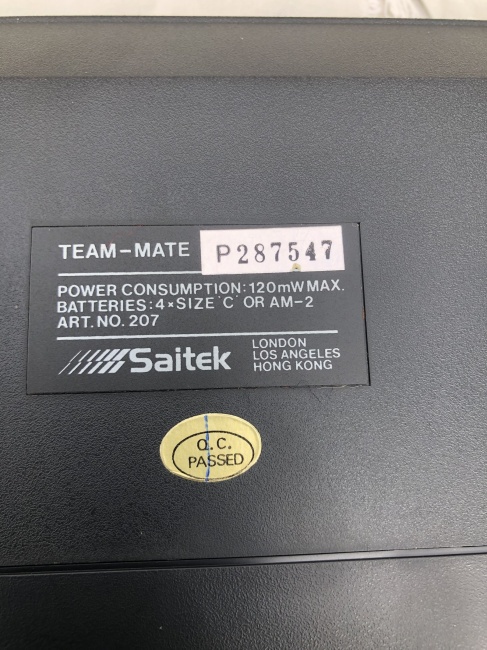 TEAM-MATE P287547
POWER CONSUMPTION: 120mW MAX.
BATTERIES: 4×SIZE 'C' OR AM-2
ART. NO. 207
Saitek
LONDON
LOS ANGELES
HONG KONG
Q.C.
PASSED